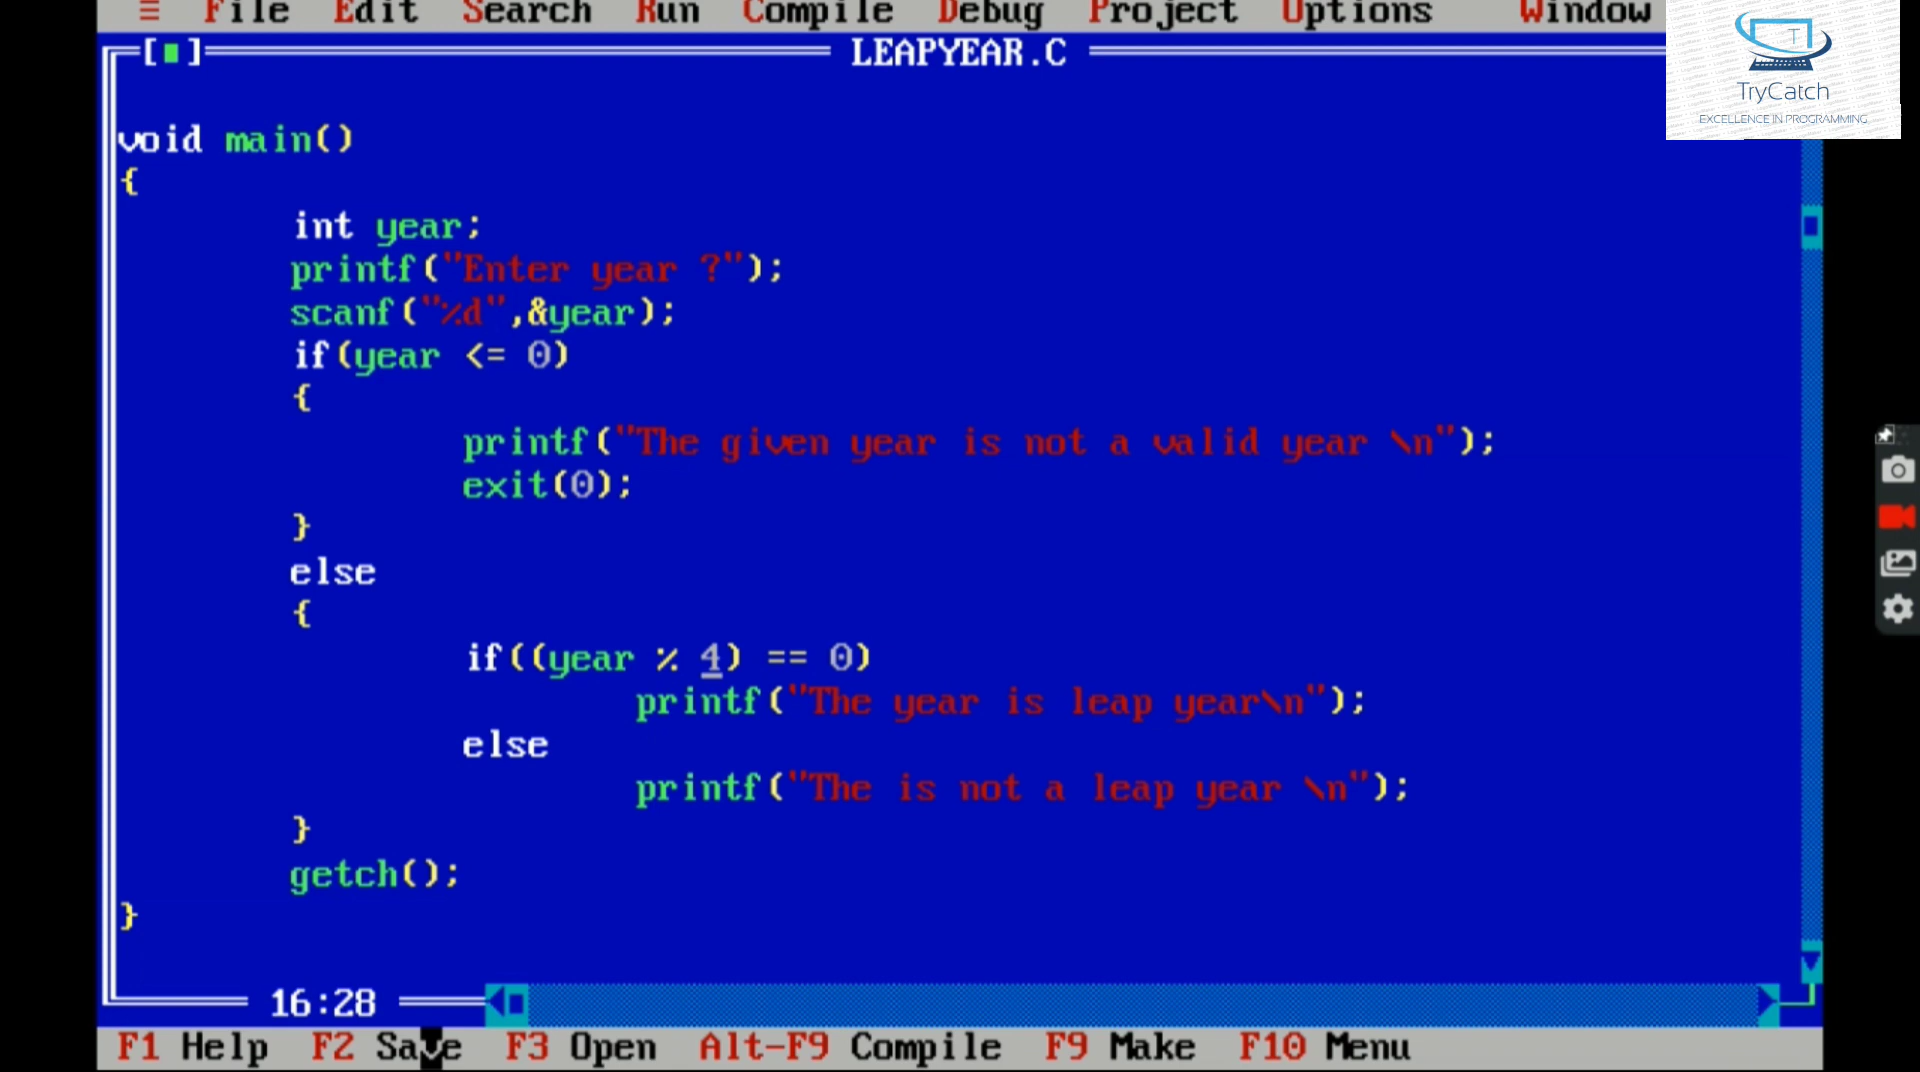 ≡ File Edit Search Run Compile Debug Project Options Window
[■] LEAPYEAR.C
TryCatch
EXCELLENCE IN PROGRAMMING
void main()
{
int year;
printf("Enter year ?");
scanf("%d",&year);
if(year <= 0)
{
printf("The given year is not a valid year \n");
exit(0);
}
else
{
if((year % 4) == 0)
printf("The year is leap year\n");
else
printf("The is not a leap year \n");
}
getch();
}
16:28
F1 Help F2 Save F3 Open Alt-F9 Compile F9 Make F10 Menu